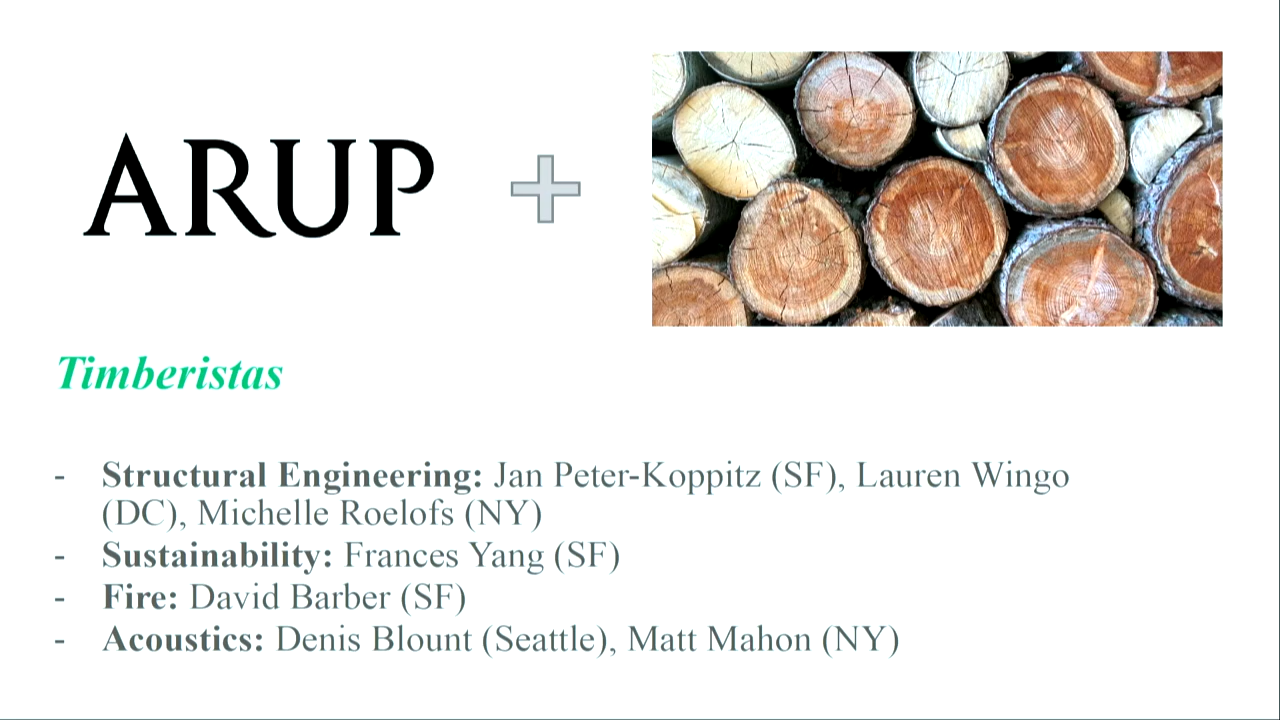 ARUP
Timberistas
- Structural Engineering: Jan Peter-Koppitz (SF), Lauren Wingo
(DC), Michelle Roelofs (NY)
- Sustainability: Frances Yang (SF)
- Fire: David Barber (SF)
- Acoustics: Denis Blount (Seattle), Matt Mahon (NY)